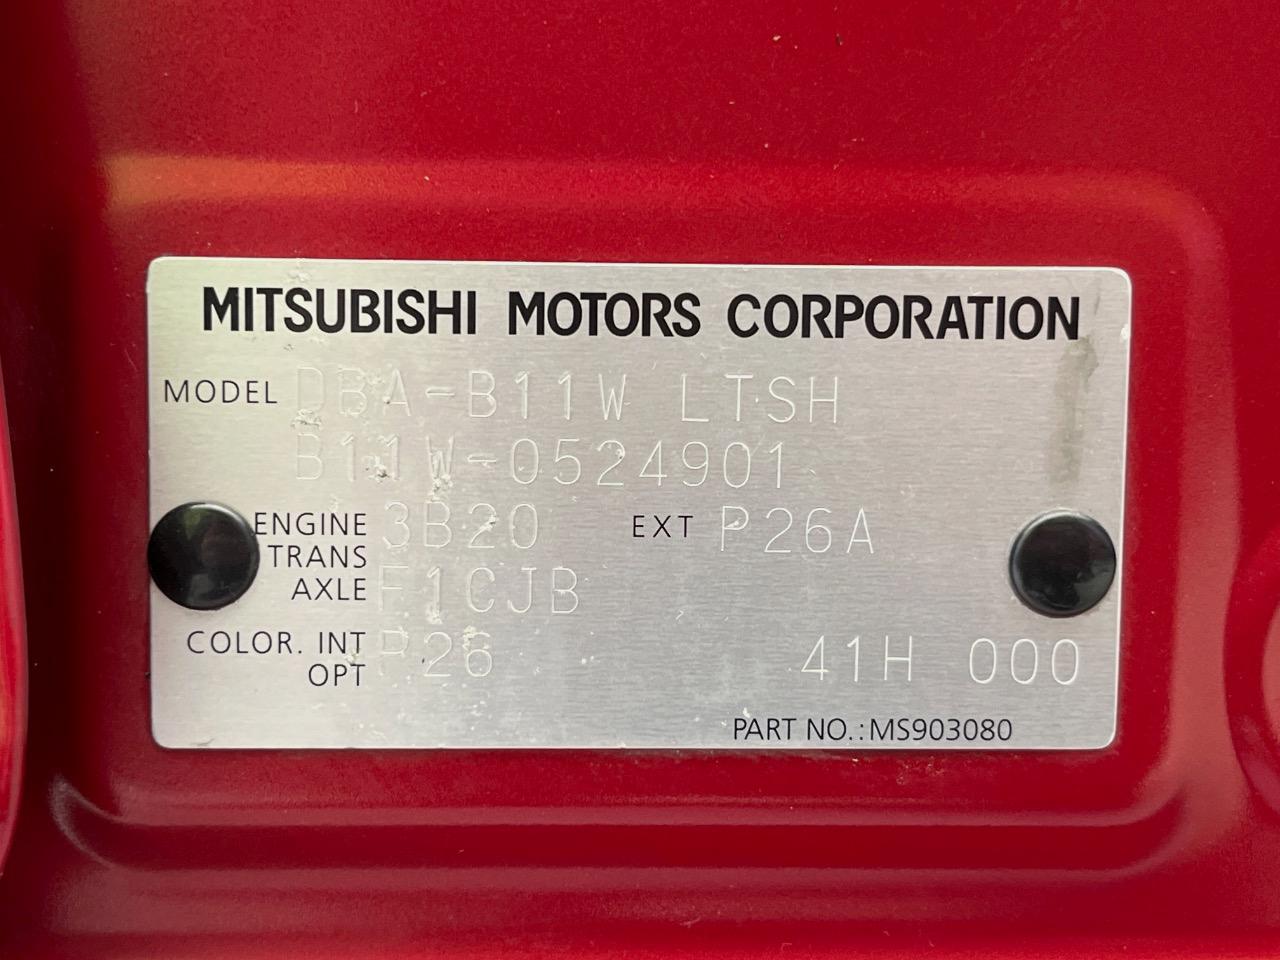 MITSUBISHI MOTORS CORPORATION
MODEL DBA-B11W LTSH
B11W-0524901
ENGINE 3B20 EXT P26A
TRANS
AXLE F1CJB
COLOR. INT P26 41H 000
OPT
PART NO.: MS903080